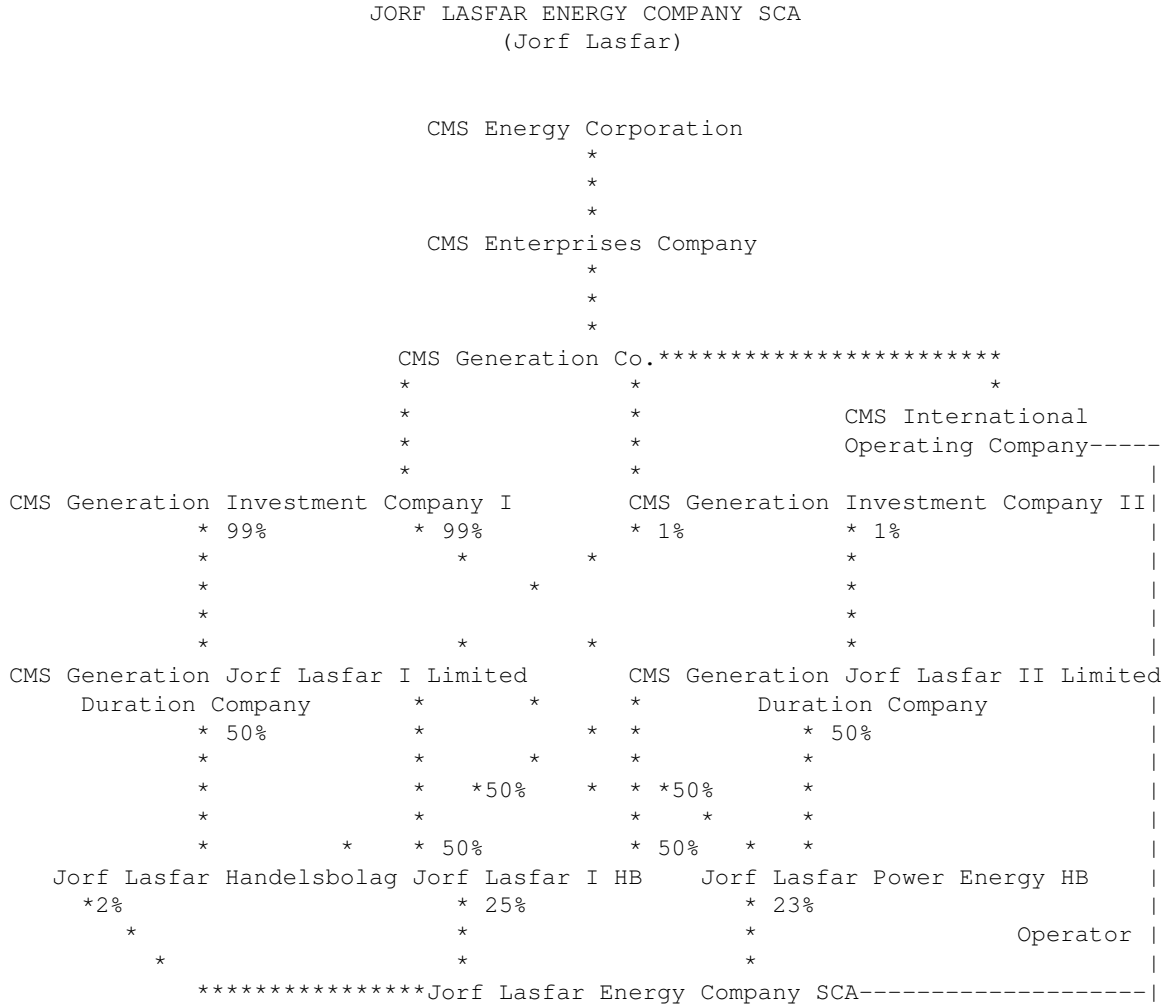 JORF LASFAR ENERGY COMPANY SCA
(Jorf Lasfar)
CMS Energy Corporation
*
*
*
CMS Enterprises Company
*
*
*
CMS Generation Co.************************
* * *
* * CMS International
* * Operating Company-----
* * |
CMS Generation Investment Company I CMS Generation Investment Company II|
* 99% * 99% * 1% * 1% |
* * * * |
* * * |
* * |
* * * * |
CMS Generation Jorf Lasfar I Limited CMS Generation Jorf Lasfar II Limited
Duration Company * * * Duration Company |
* 50% * * * * 50% |
* * * * * |
* * *50% * * *50% * |
* * * * * |
* * * 50% * 50% * * |
Jorf Lasfar Handelsbolag Jorf Lasfar I HB Jorf Lasfar Power Energy HB |
*2% * 25% * 23% |
* * * Operator |
* * * |
****************Jorf Lasfar Energy Company SCA--------------------|